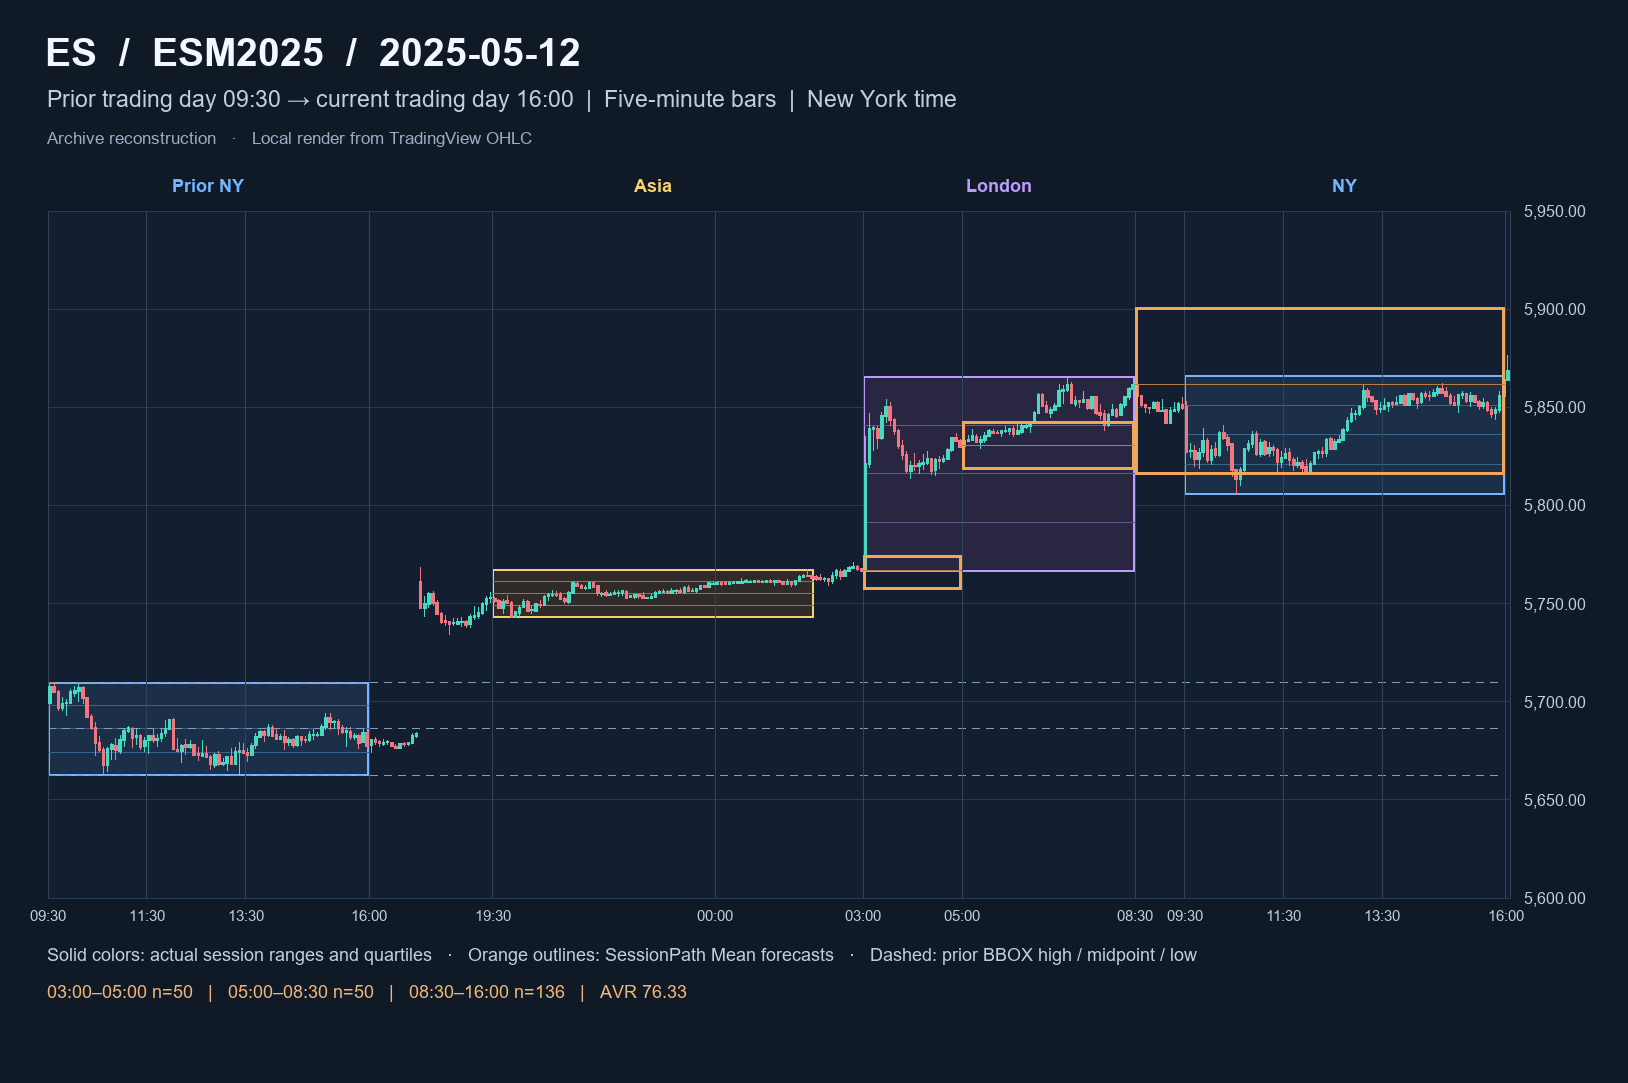 ES / ESM2025 / 2025-05-12
Prior trading day 09:30 → current trading day 16:00 | Five-minute bars | New York time
Archive reconstruction · Local render from TradingView OHLC
Prior NY Asia London NY
5,950.00
5,900.00
5,850.00
5,800.00
5,750.00
5,700.00
5,650.00
5,600.00
09:30 11:30 13:30 16:00 19:30 00:00 03:00 05:00 08:30 09:30 11:30 13:30 16:00
Solid colors: actual session ranges and quartiles · Orange outlines: SessionPath Mean forecasts · Dashed: prior BBOX high / midpoint / low
03:00–05:00 n=50 | 05:00–08:30 n=50 | 08:30–16:00 n=136 | AVR 76.33